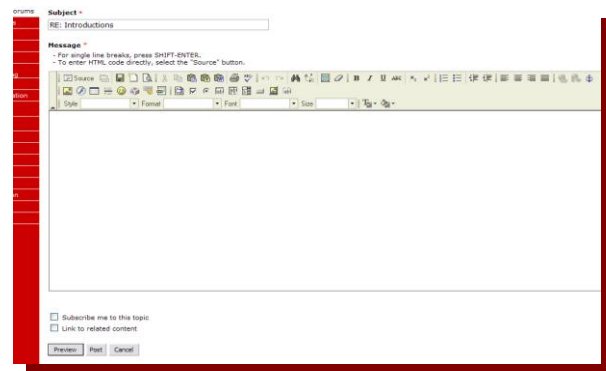 orums
Subject *
RE: Introductions
Message *
- For single line breaks, press SHIFT-ENTER.
- To enter HTML code directly, select the "Source" button.
Source
B I U ABC
Style Format Font Size
g
ation
n
Subscribe me to this topic
Link to related content
Preview Post Cancel